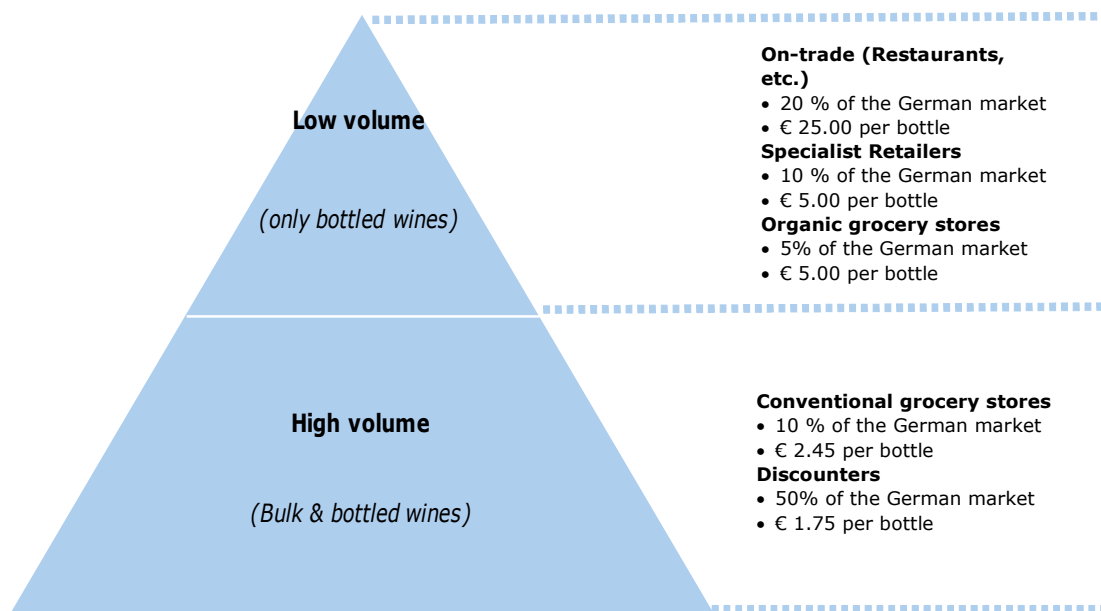 Low volume
(only bottled wines)
High volume
(Bulk & bottled wines)
On-trade (Restaurants,
etc.)
• 20 % of the German market
• € 25.00 per bottle
Specialist Retailers
• 10 % of the German market
• € 5.00 per bottle
Organic grocery stores
• 5% of the German market
• € 5.00 per bottle
Conventional grocery stores
• 10 % of the German market
• € 2.45 per bottle
Discounters
• 50% of the German market
• € 1.75 per bottle